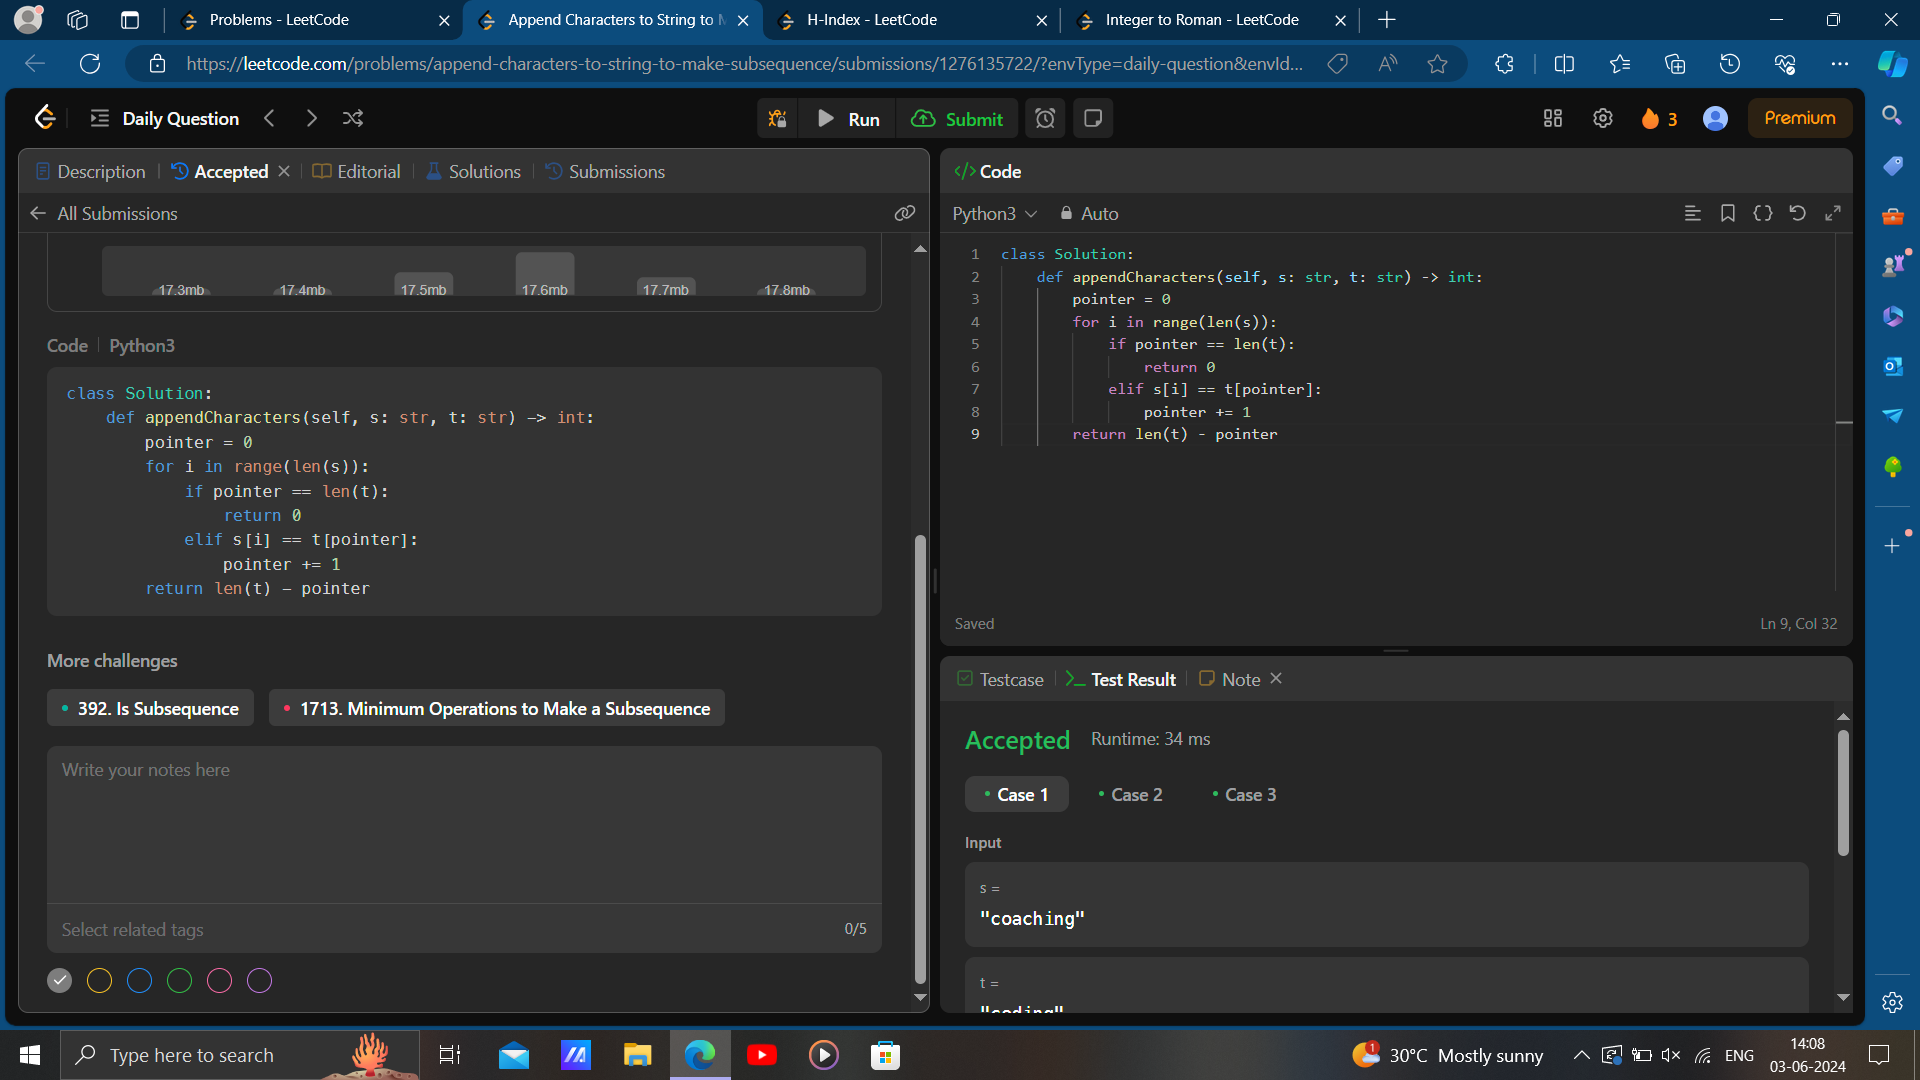 Problems - LeetCode
Append Characters to String to M
H-Index - LeetCode
Integer to Roman - LeetCode
https://leetcode.com/problems/append-characters-to-string-to-make-subsequence/submissions/1276135722/?envType=daily-question&envId...
Daily Question
Run
Submit
3
Premium
Description
Accepted
Editorial
Solutions
Submissions
All Submissions
17.3mb
17.4mb
17.5mb
17.6mb
17.7mb
17.8mb
Code
Python3
class Solution:
    def appendCharacters(self, s: str, t: str) -> int:
        pointer = 0
        for i in range(len(s)):
            if pointer == len(t):
                return 0
            elif s[i] == t[pointer]:
                pointer += 1
        return len(t) - pointer
More challenges
392. Is Subsequence
1713. Minimum Operations to Make a Subsequence
Write your notes here
Select related tags
0/5
</> Code
Python3
Auto
1 class Solution:
2     def appendCharacters(self, s: str, t: str) -> int:
3         pointer = 0
4         for i in range(len(s)):
5             if pointer == len(t):
6                 return 0
7             elif s[i] == t[pointer]:
8                 pointer += 1
9         return len(t) - pointer
Saved
Ln 9, Col 32
Testcase
Test Result
Note
Accepted
Runtime: 34 ms
Case 1
Case 2
Case 3
Input
s =
"coaching"
t =
"coding"
Type here to search
1
30°C Mostly sunny
ENG
14:08
03-06-2024